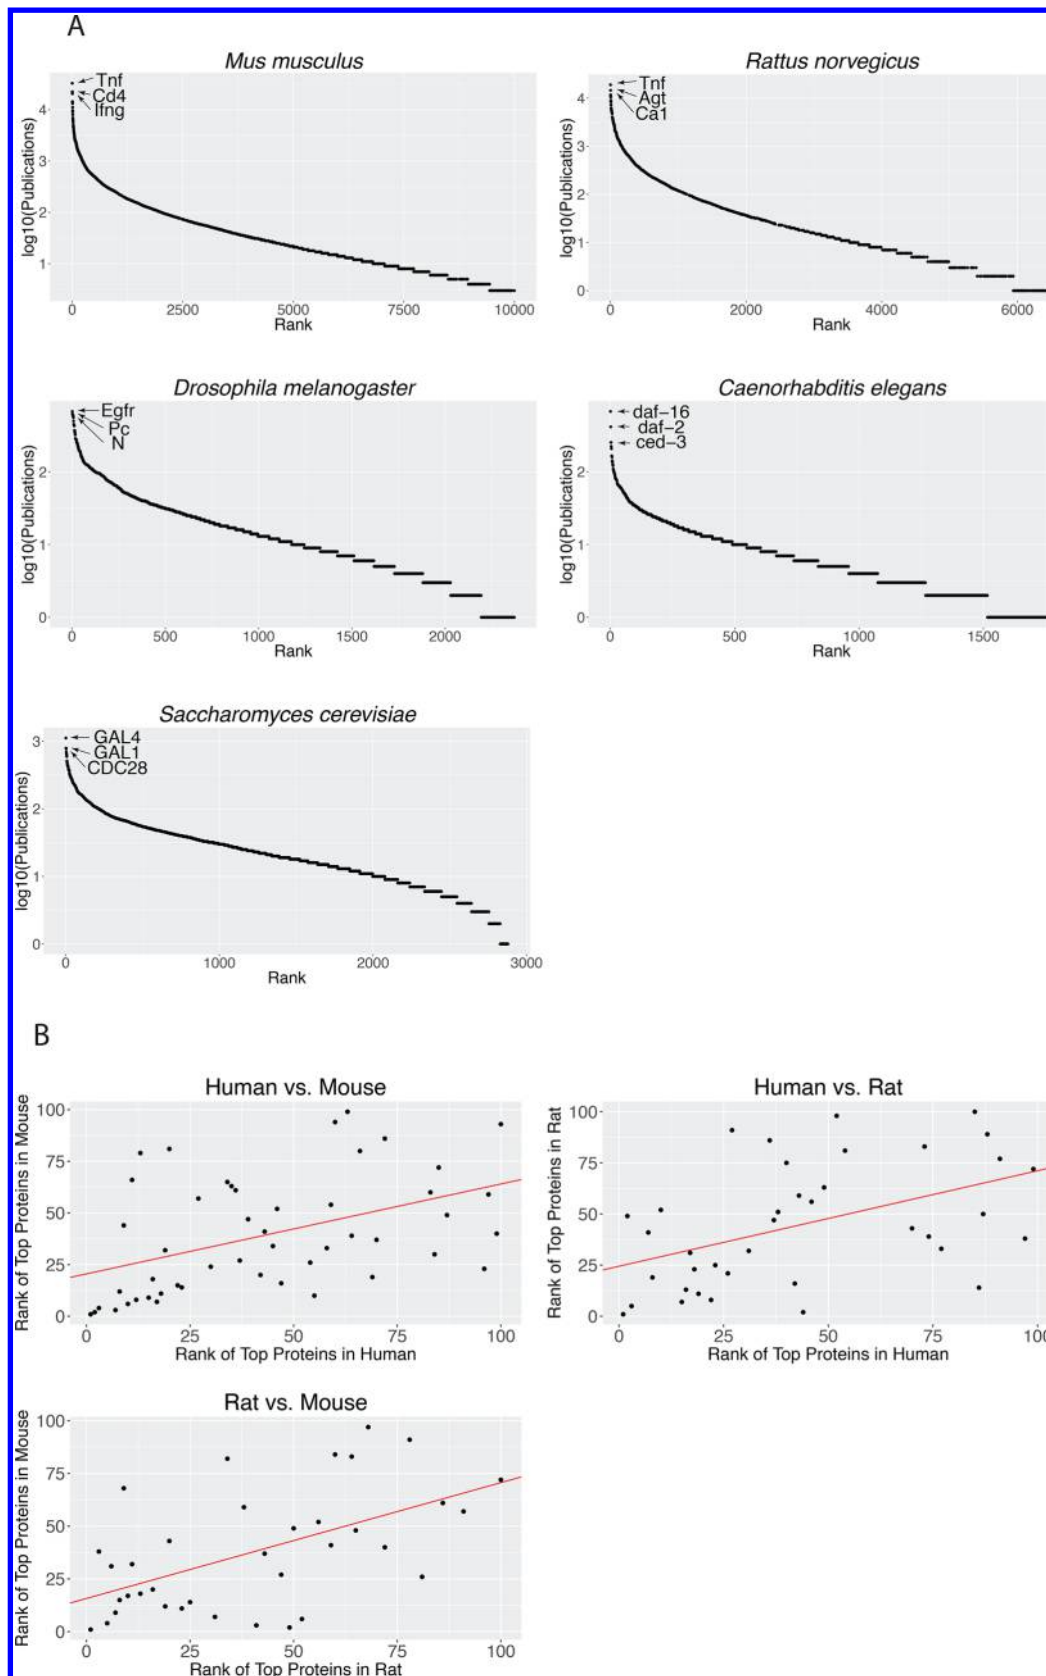 A
Mus musculus
Tnf
Cd4
Ifng
4
3
2
1
log10(Publications)
0 2500 5000 7500 10000
Rank
Rattus norvegicus
Tnf
Agt
Ca1
4
3
2
1
0
log10(Publications)
0 2000 4000 6000
Rank
Drosophila melanogaster
Egfr
Pc
N
2
1
0
log10(Publications)
0 500 1000 1500 2000
Rank
Caenorhabditis elegans
daf-16
daf-2
ced-3
2
1
0
log10(Publications)
0 500 1000 1500
Rank
Saccharomyces cerevisiae
GAL4
GAL1
CDC28
3
2
1
0
log10(Publications)
0 1000 2000 3000
Rank
B
Human vs. Mouse
100
75
50
25
0
Rank of Top Proteins in Mouse
0 25 50 75 100
Rank of Top Proteins in Human
Human vs. Rat
100
75
50
25
0
Rank of Top Proteins in Rat
0 25 50 75 100
Rank of Top Proteins in Human
Rat vs. Mouse
100
75
50
25
0
Rank of Top Proteins in Mouse
0 25 50 75 100
Rank of Top Proteins in Rat